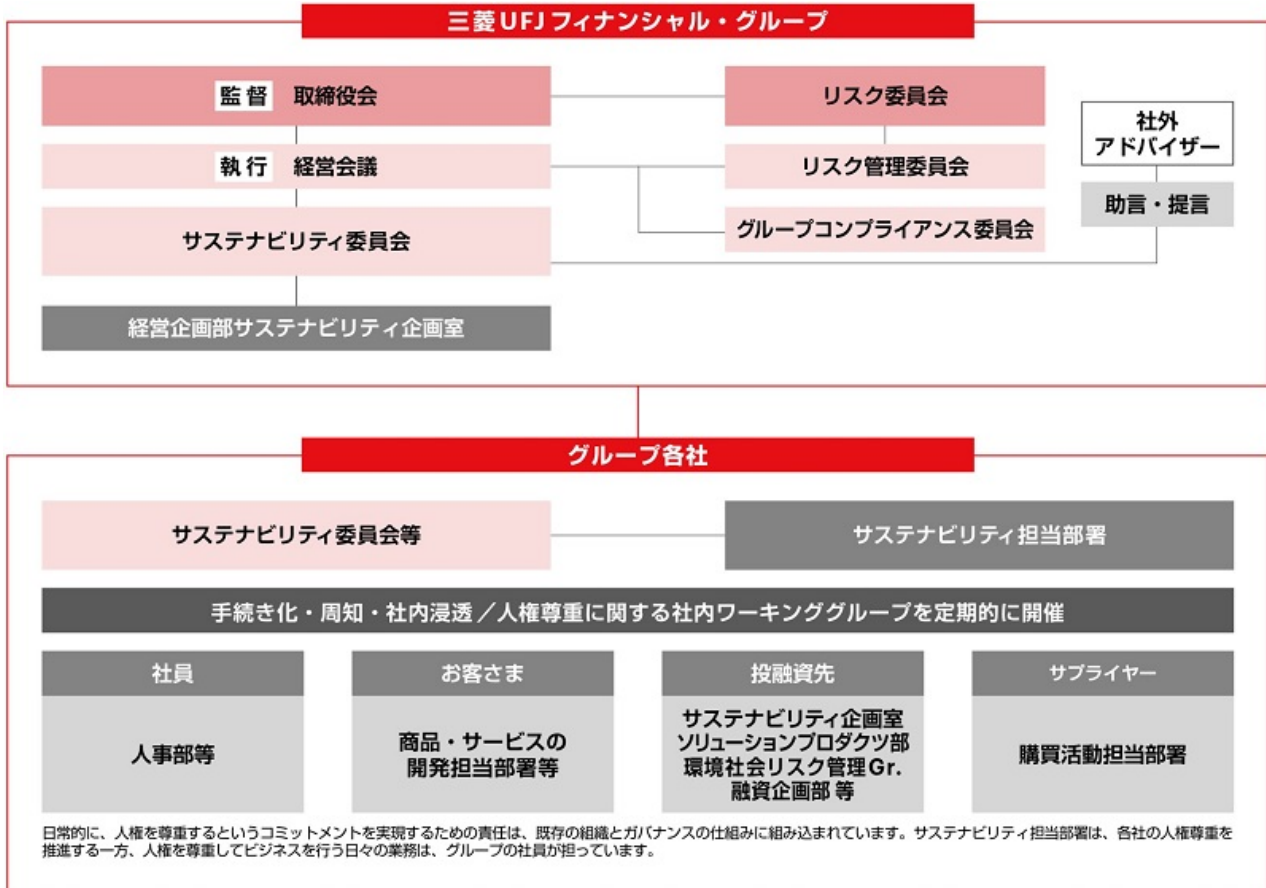 三菱UFJフィナンシャル・グループ
監督 取締役会
リスク委員会
社外
アドバイザー
執行 経営会議
リスク管理委員会
助言・提言
サステナビリティ委員会
グループコンプライアンス委員会
経営企画部サステナビリティ企画室
グループ各社
サステナビリティ委員会等
サステナビリティ担当部署
手続き化・周知・社内浸透／人権尊重に関する社内ワーキンググループを定期的に開催
社員
人事部等
お客さま
商品・サービスの
開発担当部署等
投融資先
サステナビリティ企画室
ソリューションプロダクツ部
環境社会リスク管理Gr.
融資企画部 等
サプライヤー
購買活動担当部署
日常的に、人権を尊重するというコミットメントを実現するための責任は、既存の組織とガバナンスの仕組みに組み込まれています。サステナビリティ担当部署は、各社の人権尊重を
推進する一方、人権を尊重してビジネスを行う日々の業務は、グループの社員が担っています。